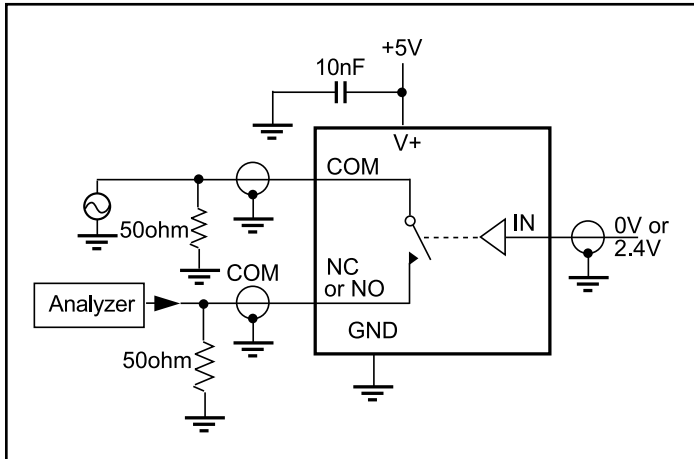 +5V
10nF
V+
COM
50ohm
IN
0V or
2.4V
COM
NC
or NO
Analyzer
GND
50ohm